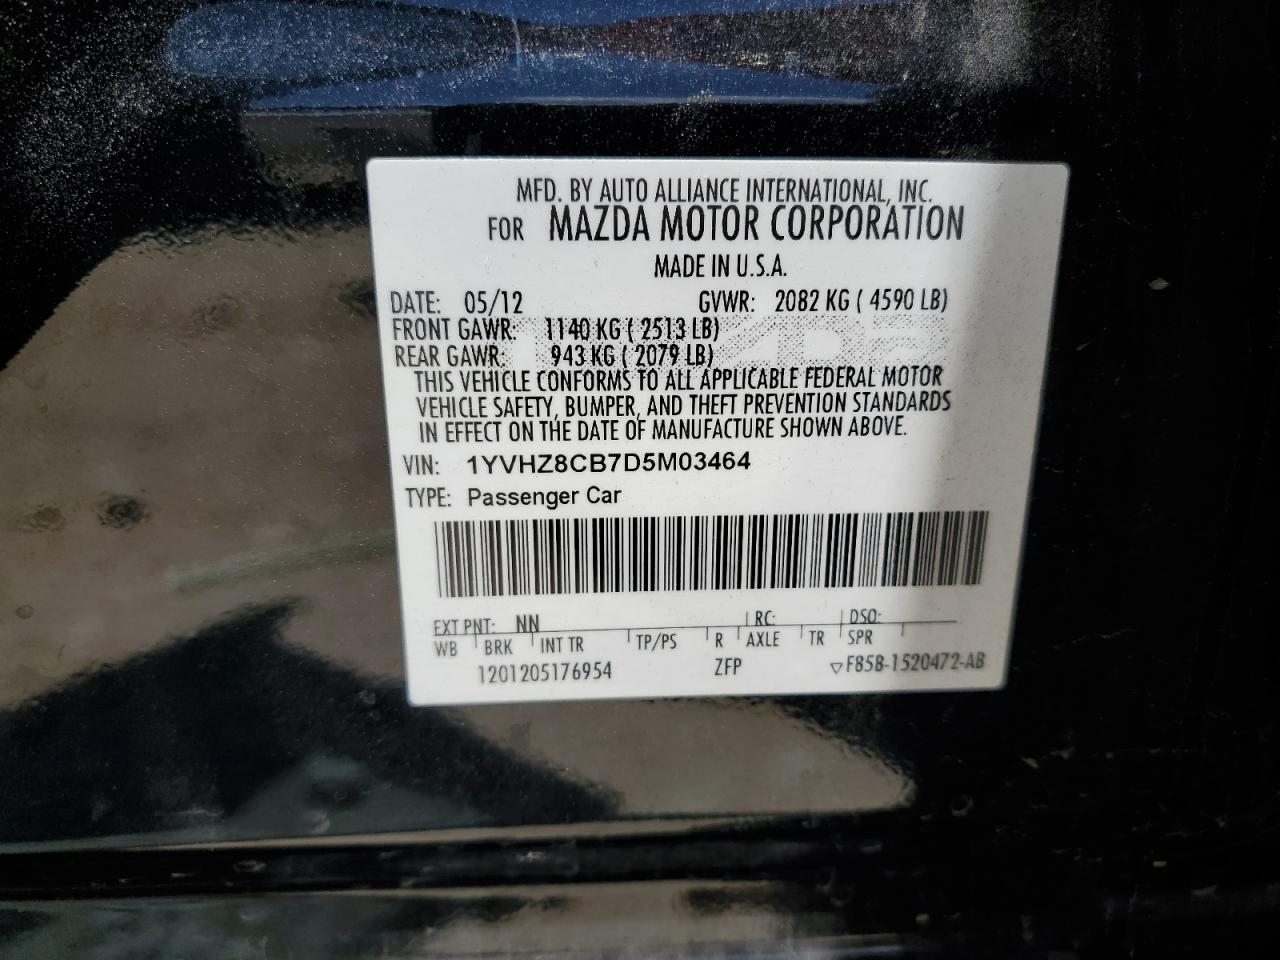 MFD. BY AUTO ALLIANCE INTERNATIONAL, INC.
FOR MAZDA MOTOR CORPORATION
MADE IN U.S.A.
DATE: 05/12 GVWR: 2082 KG ( 4590 LB)
FRONT GAWR: 1140 KG ( 2513 LB)
REAR GAWR: 943 KG ( 2079 LB)
THIS VEHICLE CONFORMS TO ALL APPLICABLE FEDERAL MOTOR
VEHICLE SAFETY, BUMPER, AND THEFT PREVENTION STANDARDS
IN EFFECT ON THE DATE OF MANUFACTURE SHOWN ABOVE.
VIN: 1YVHZ8CB7D5M03464
TYPE: Passenger Car
EXT PNT: NN RC: DSO:
WB BRK INT TR TP/PS R AXLE TR SPR
1201205176954 ZFP ▽F85B-1520472-AB